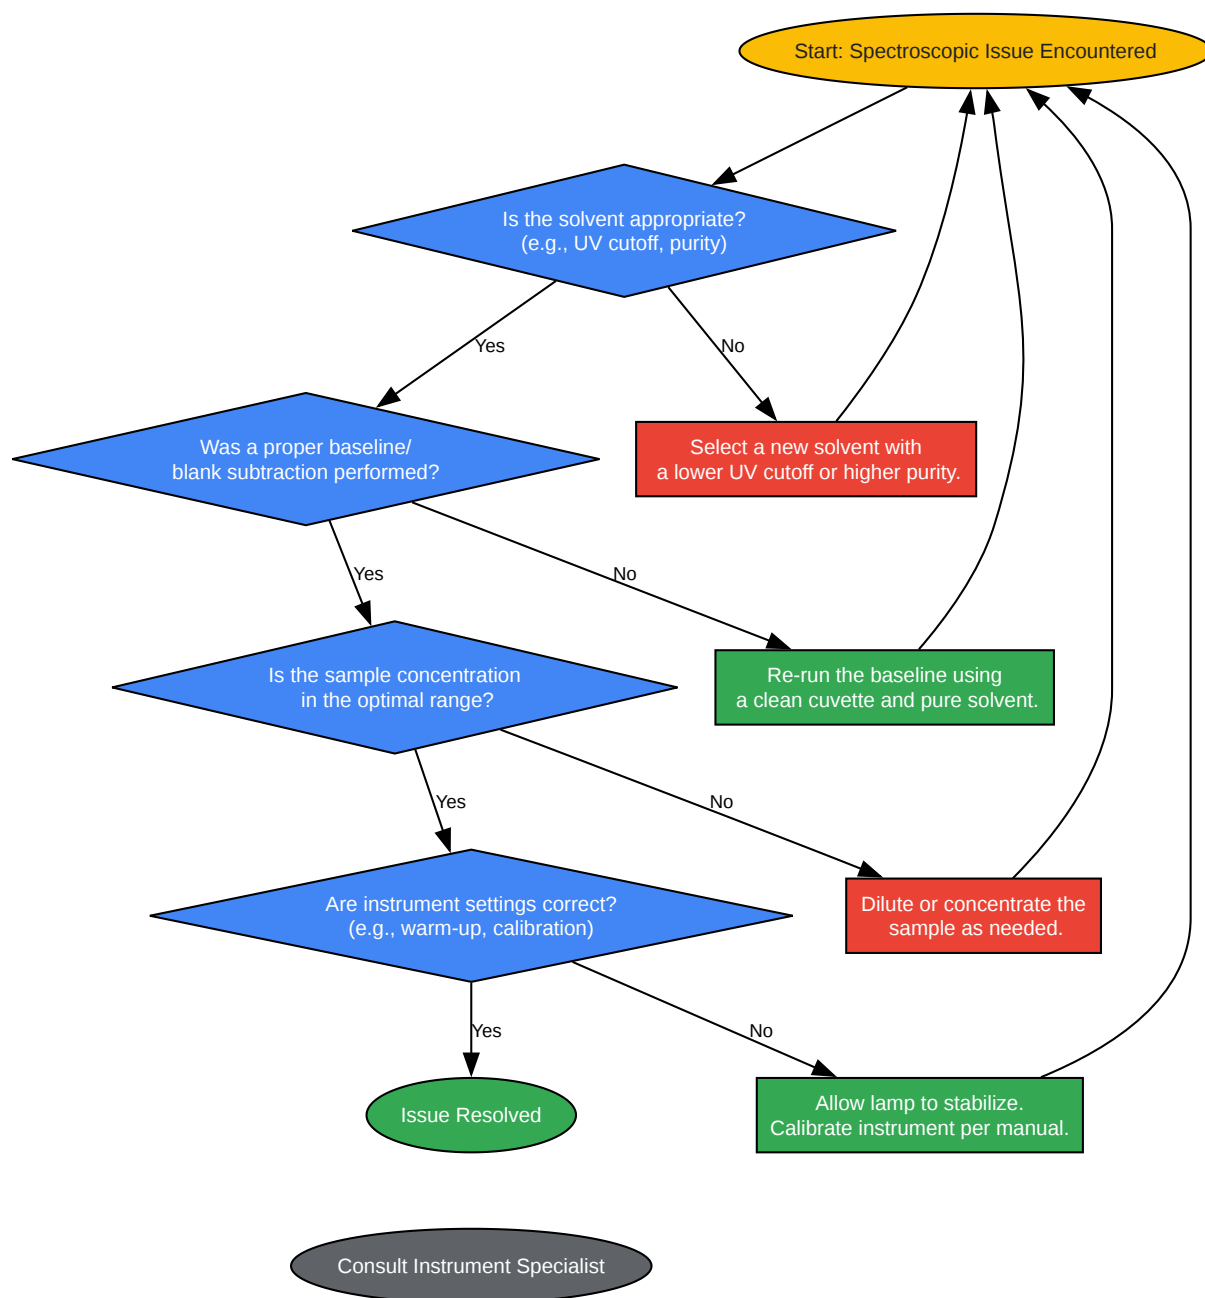 Start: Spectroscopic Issue Encountered
Is the solvent appropriate?
(e.g., UV cutoff, purity)
Yes
No
Was a proper baseline/
blank subtraction performed?
Select a new solvent with
a lower UV cutoff or higher purity.
Yes
No
Is the sample concentration
in the optimal range?
Re-run the baseline using
a clean cuvette and pure solvent.
Yes
No
Are instrument settings correct?
(e.g., warm-up, calibration)
Dilute or concentrate the
sample as needed.
Yes
No
Issue Resolved
Allow lamp to stabilize.
Calibrate instrument per manual.
Consult Instrument Specialist